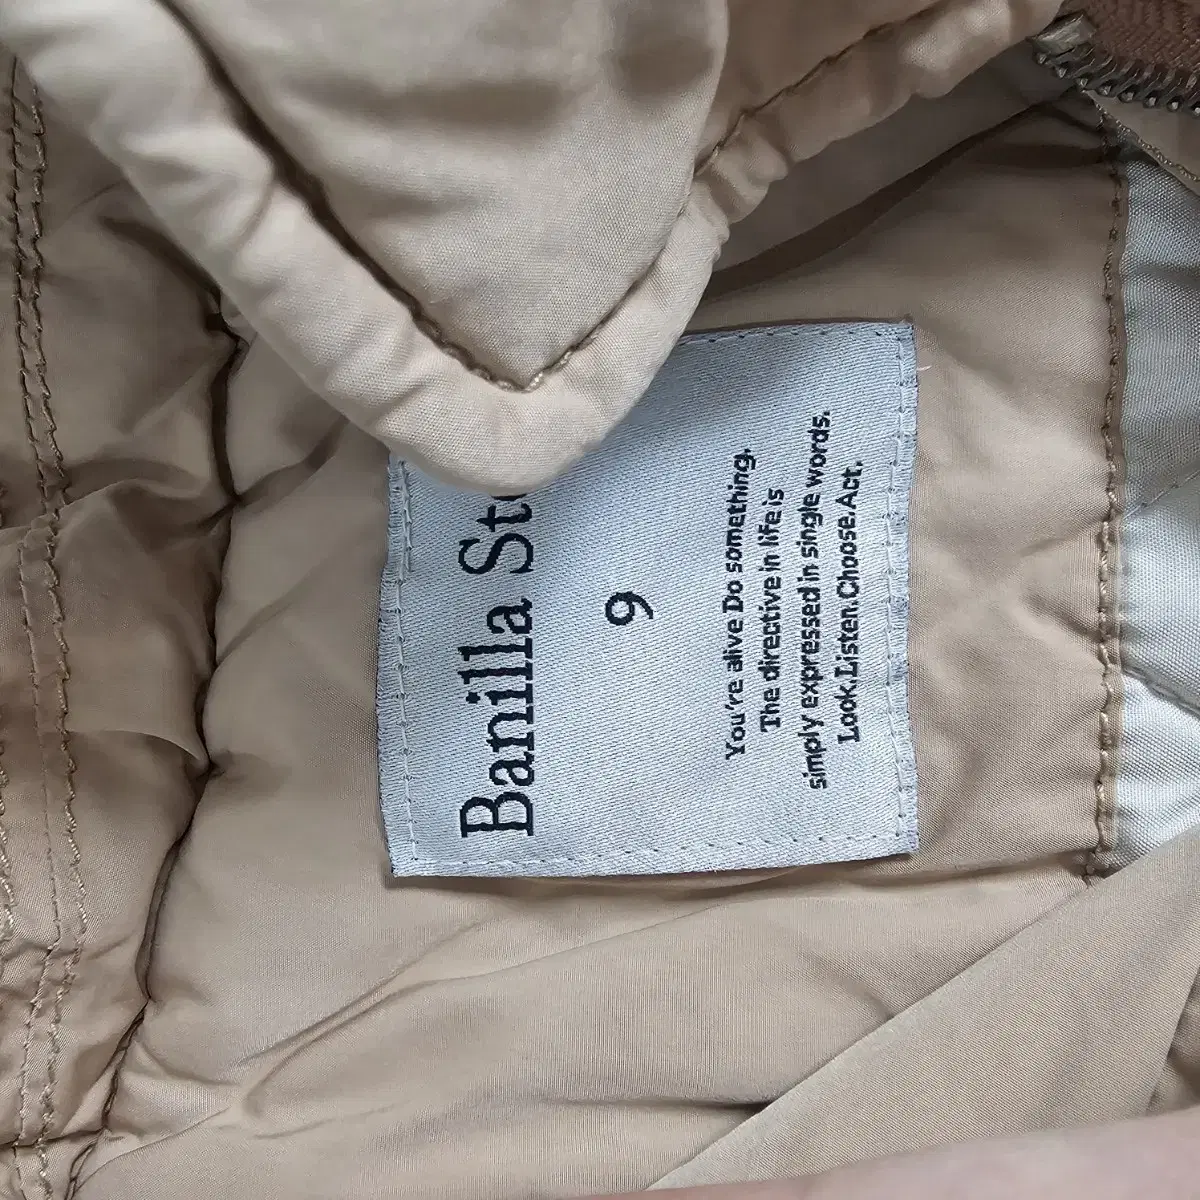 Banilla St
9
You're alive Do something.
The directive in life is
simply expressed in single words.
Look.Listen.Choose.Act.